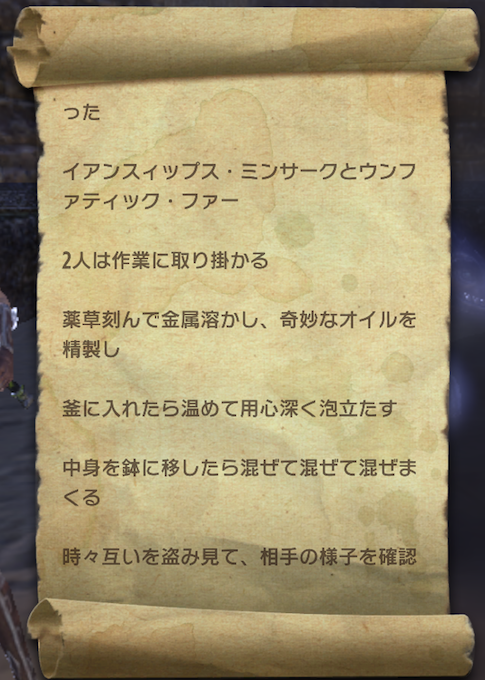 った
イアンスィップス・ミンサークとウンフ
ァティック・ファー
2人は作業に取り掛かる
薬草刻んで金属溶かし、奇妙なオイルを
精製し
釜に入れたら温めて用心深く泡立たす
中身を鉢に移したら混ぜて混ぜて混ぜま
くる
時々互いを盗み見て、相手の様子を確認